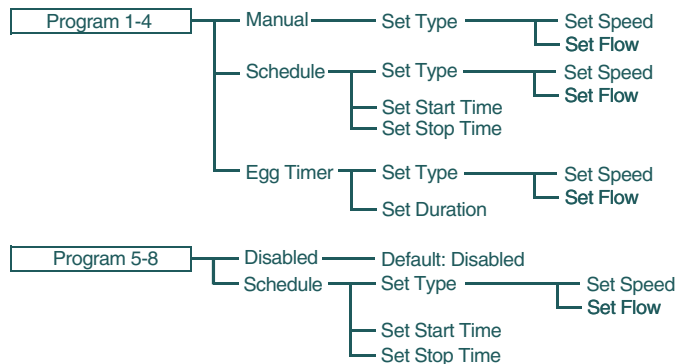 Program 1-4 Manual Set Type Set Speed
Set Flow
Schedule Set Type Set Speed
Set Flow
Set Start Time
Set Stop Time
Egg Timer Set Type Set Speed
Set Flow
Set Duration
Program 5-8 Disabled Default: Disabled
Schedule Set Type Set Speed
Set Flow
Set Start Time
Set Stop Time